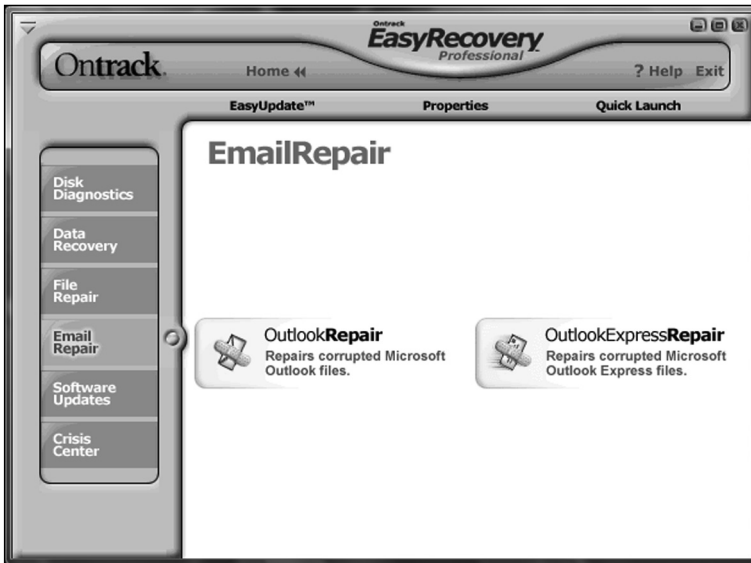 Ontrack
EasyRecovery
Professional
Ontrack.
Home
? Help Exit
EasyUpdate™
Properties
Quick Launch
EmailRepair
Disk
Diagnostics
Data
Recovery
File
Repair
Email
Repair
Software
Updates
Crisis
Center
OutlookRepair
Repairs corrupted Microsoft
Outlook files.
OutlookExpressRepair
Repairs corrupted Microsoft
Outlook Express files.